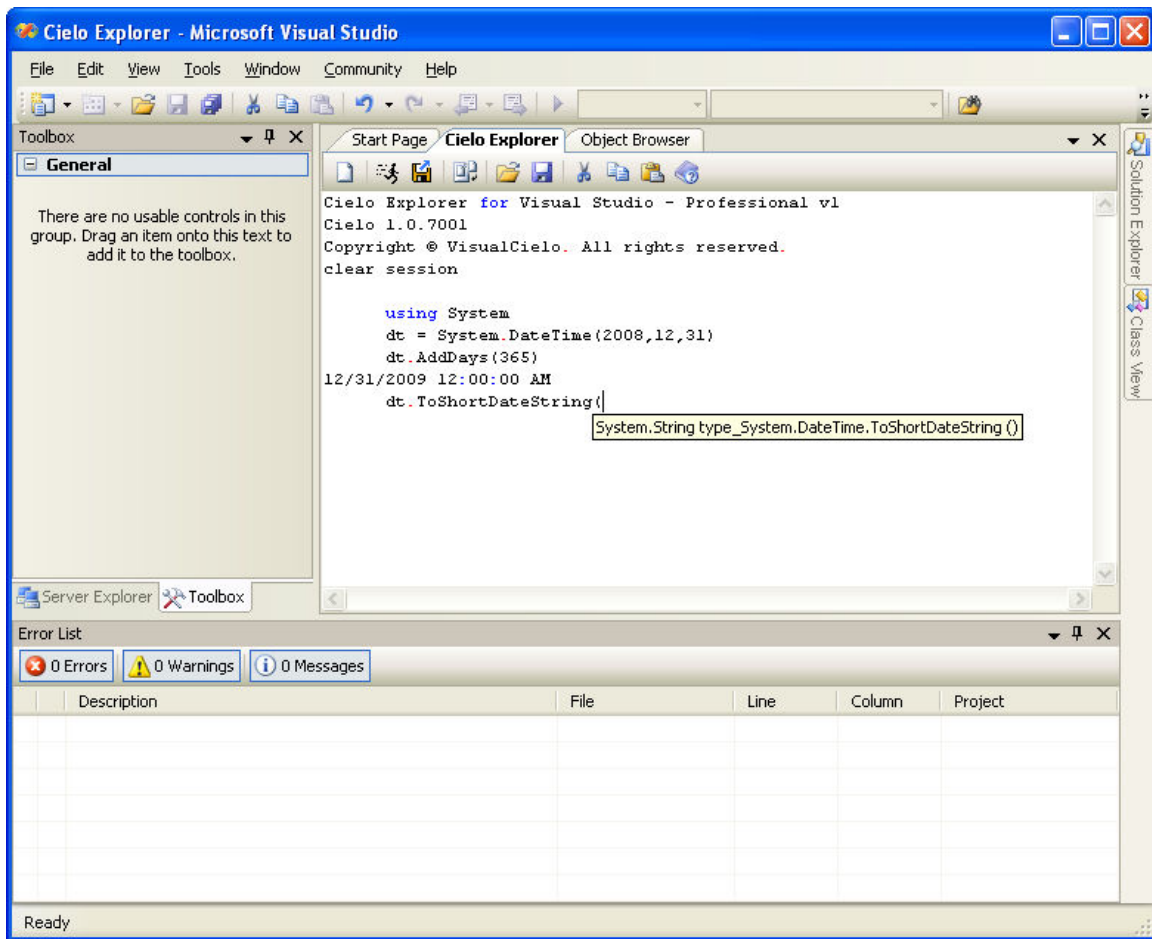 Cielo Explorer - Microsoft Visual Studio
File Edit View Tools Window Community Help
Toolbox
General
There are no usable controls in this
group. Drag an item onto this text to
add it to the toolbox.
Server Explorer Toolbox
Start Page Cielo Explorer Object Browser
Cielo Explorer for Visual Studio - Professional v1
Cielo 1.0.7001
Copyright © VisualCielo. All rights reserved.
clear session
using System
dt = System.DateTime(2008,12,31)
dt.AddDays(365)
12/31/2009 12:00:00 AM
dt.ToShortDateString(
System.String type_System.DateTime.ToShortDateString ()
Solution Explorer
Class View
Error List
0 Errors 0 Warnings 0 Messages
Description File Line Column Project
Ready